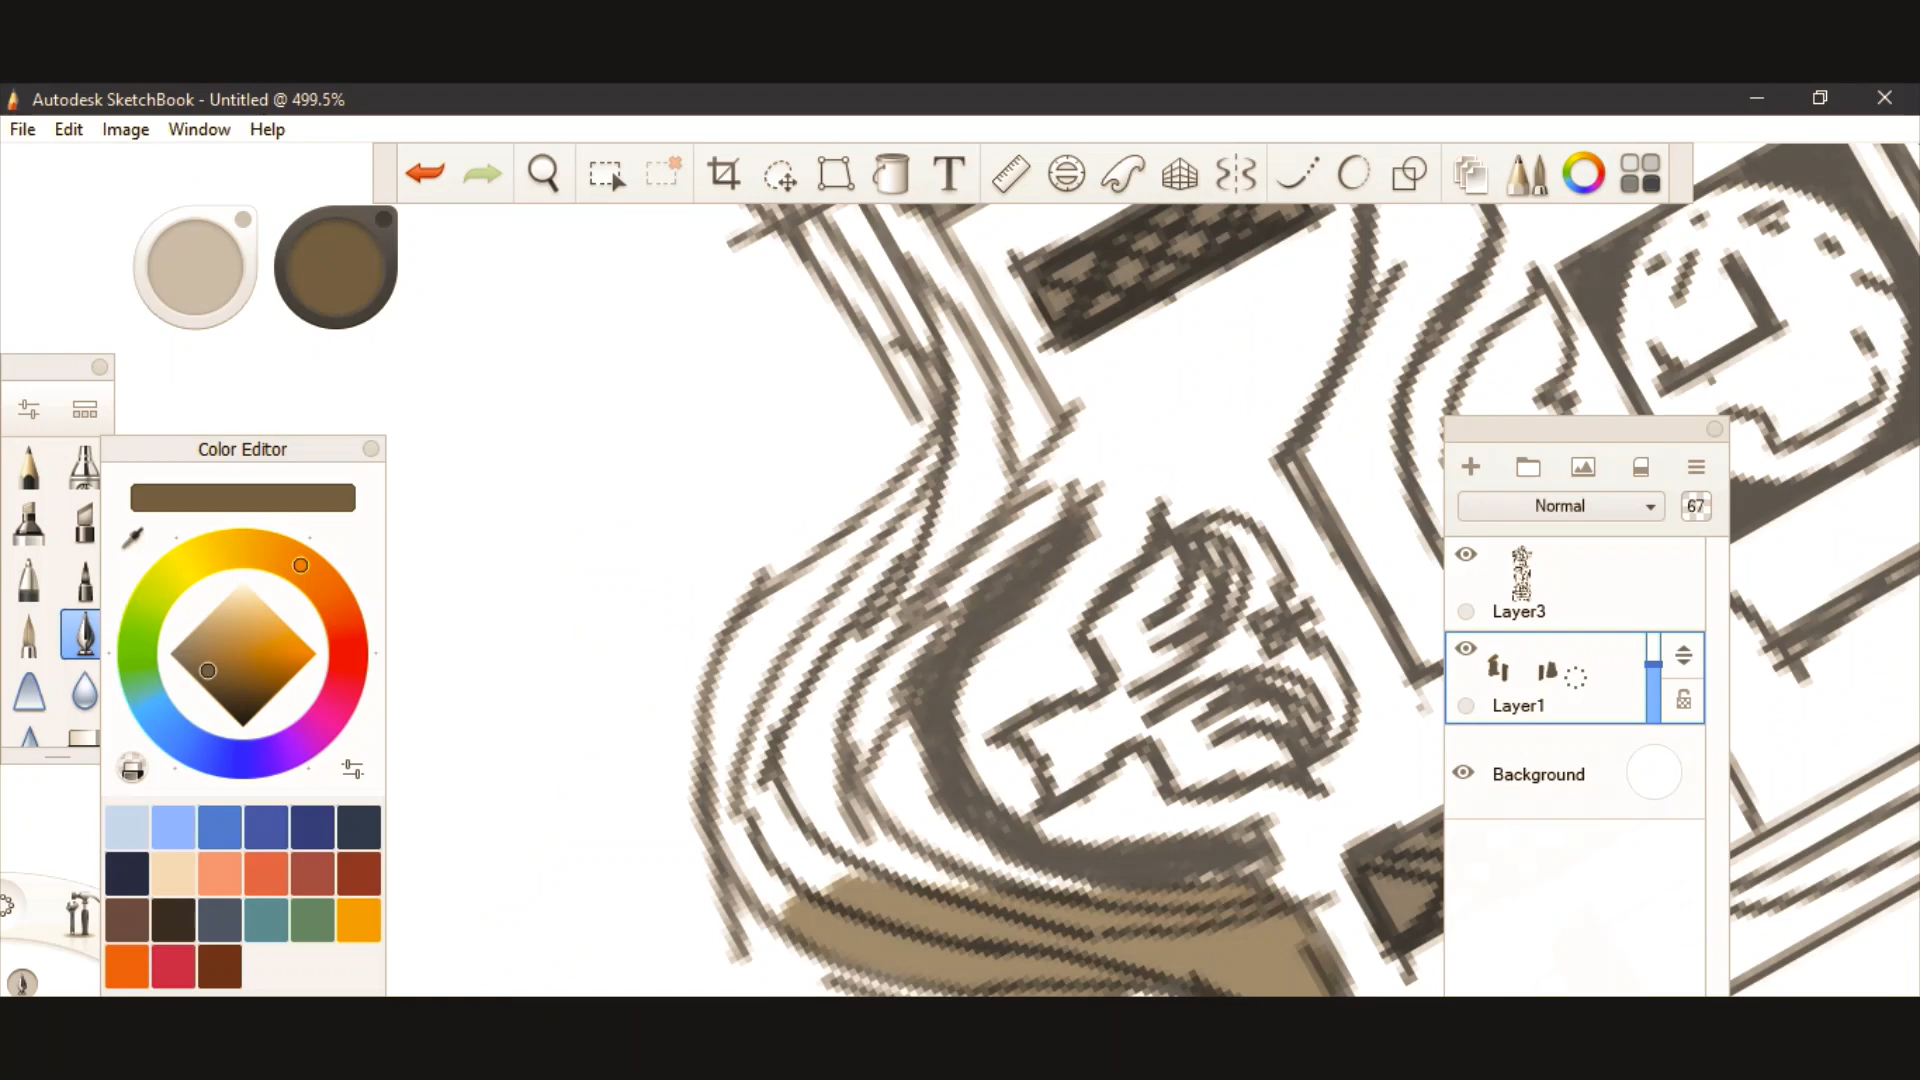 Autodesk SketchBook - Untitled @ 499.5%
File Edit Image Window Help
T
Color Editor
Normal 67
Layer3
Layer1
Background